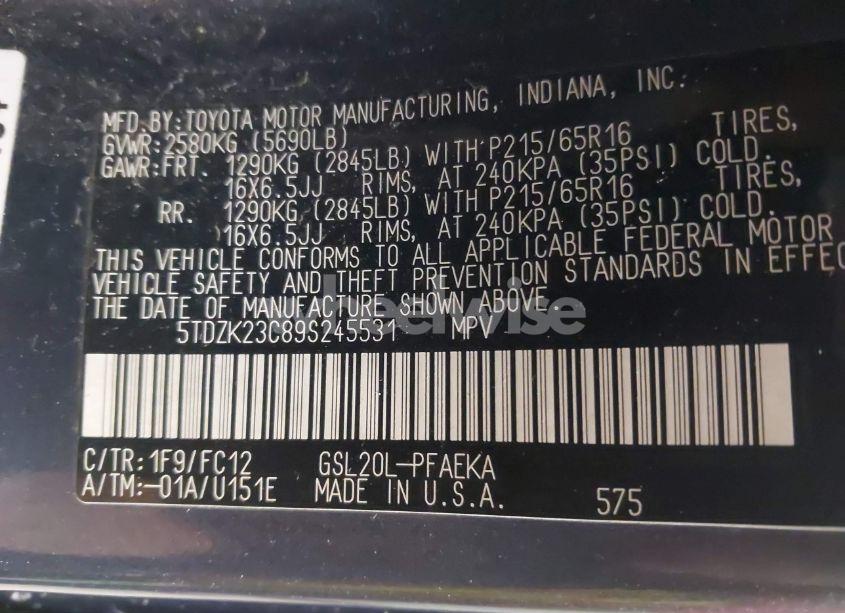 MFD.BY:TOYOTA MOTOR MANUFACTURING, INDIANA, INC.
GVWR:2580KG (5690LB)
GAWR:FRT. 1290KG (2845LB) WITH P215/65R16 TIRES,
16X6.5JJ RIMS, AT 240KPA (35PSI) COLD.
RR. 1290KG (2845LB) WITH P215/65R16 TIRES,
16X6.5JJ RIMS, AT 240KPA (35PSI) COLD.
THIS VEHICLE CONFORMS TO ALL APPLICABLE FEDERAL MOTOR
VEHICLE SAFETY AND THEFT PREVENTION STANDARDS IN EFFEC
THE DATE OF MANUFACTURE SHOWN ABOVE.
wheelwise
5TDZK23C89S245531 MPV
C/TR:1F9/FC12 GSL20L-PFAEKA
A/TM:-01A/U151E MADE IN U.S.A. 575